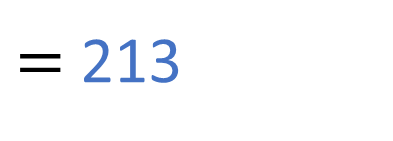 = 213